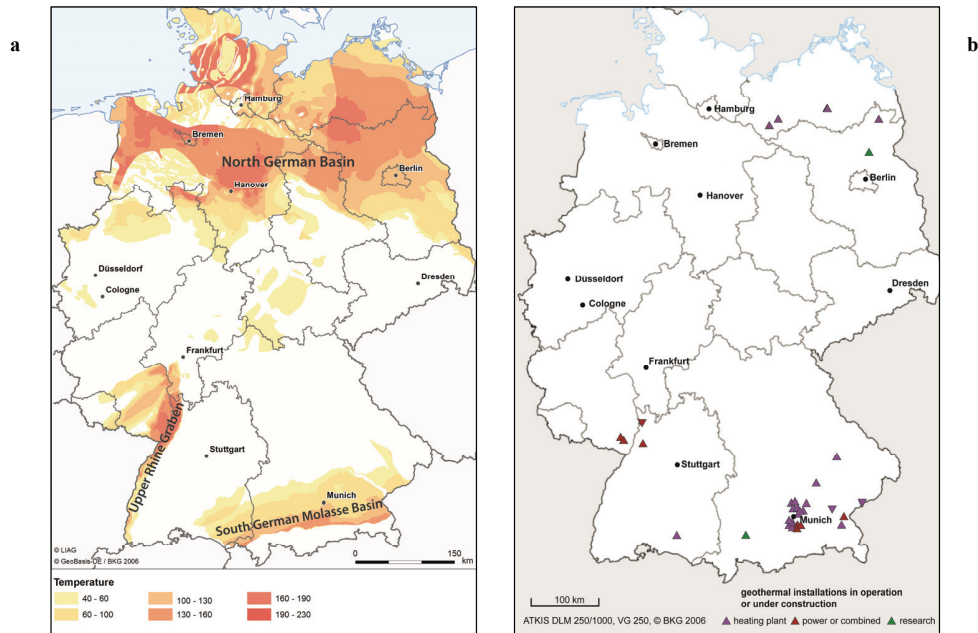 a
Hamburg
Bremen
North German Basin
Berlin
Hanover
Düsseldorf
Cologne
Dresden
Frankfurt
Upper Rhine Graben
Stuttgart
Munich
South German Molasse Basin
© LIAG
© GeoBasis-DE / BKG 2006
0 150
km
Temperature
40 - 60 100 - 130 160 - 190
60 - 100 130 - 160 190 - 230
b
Hamburg
Bremen
Berlin
Hanover
Düsseldorf
Cologne
Dresden
Frankfurt
Stuttgart
Munich
100 km
geothermal installations in operation
or under construction
ATKIS DLM 250/1000, VG 250, © BKG 2006
heating plant power or combined research